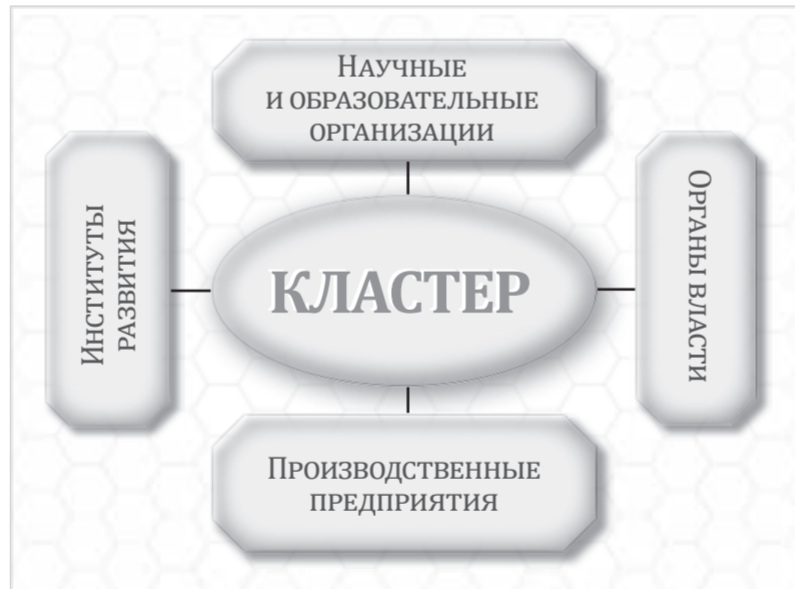 Научные
и образовательные
организации
Институты
развития
КЛАСТЕР
Органы власти
Производственные
предприятия